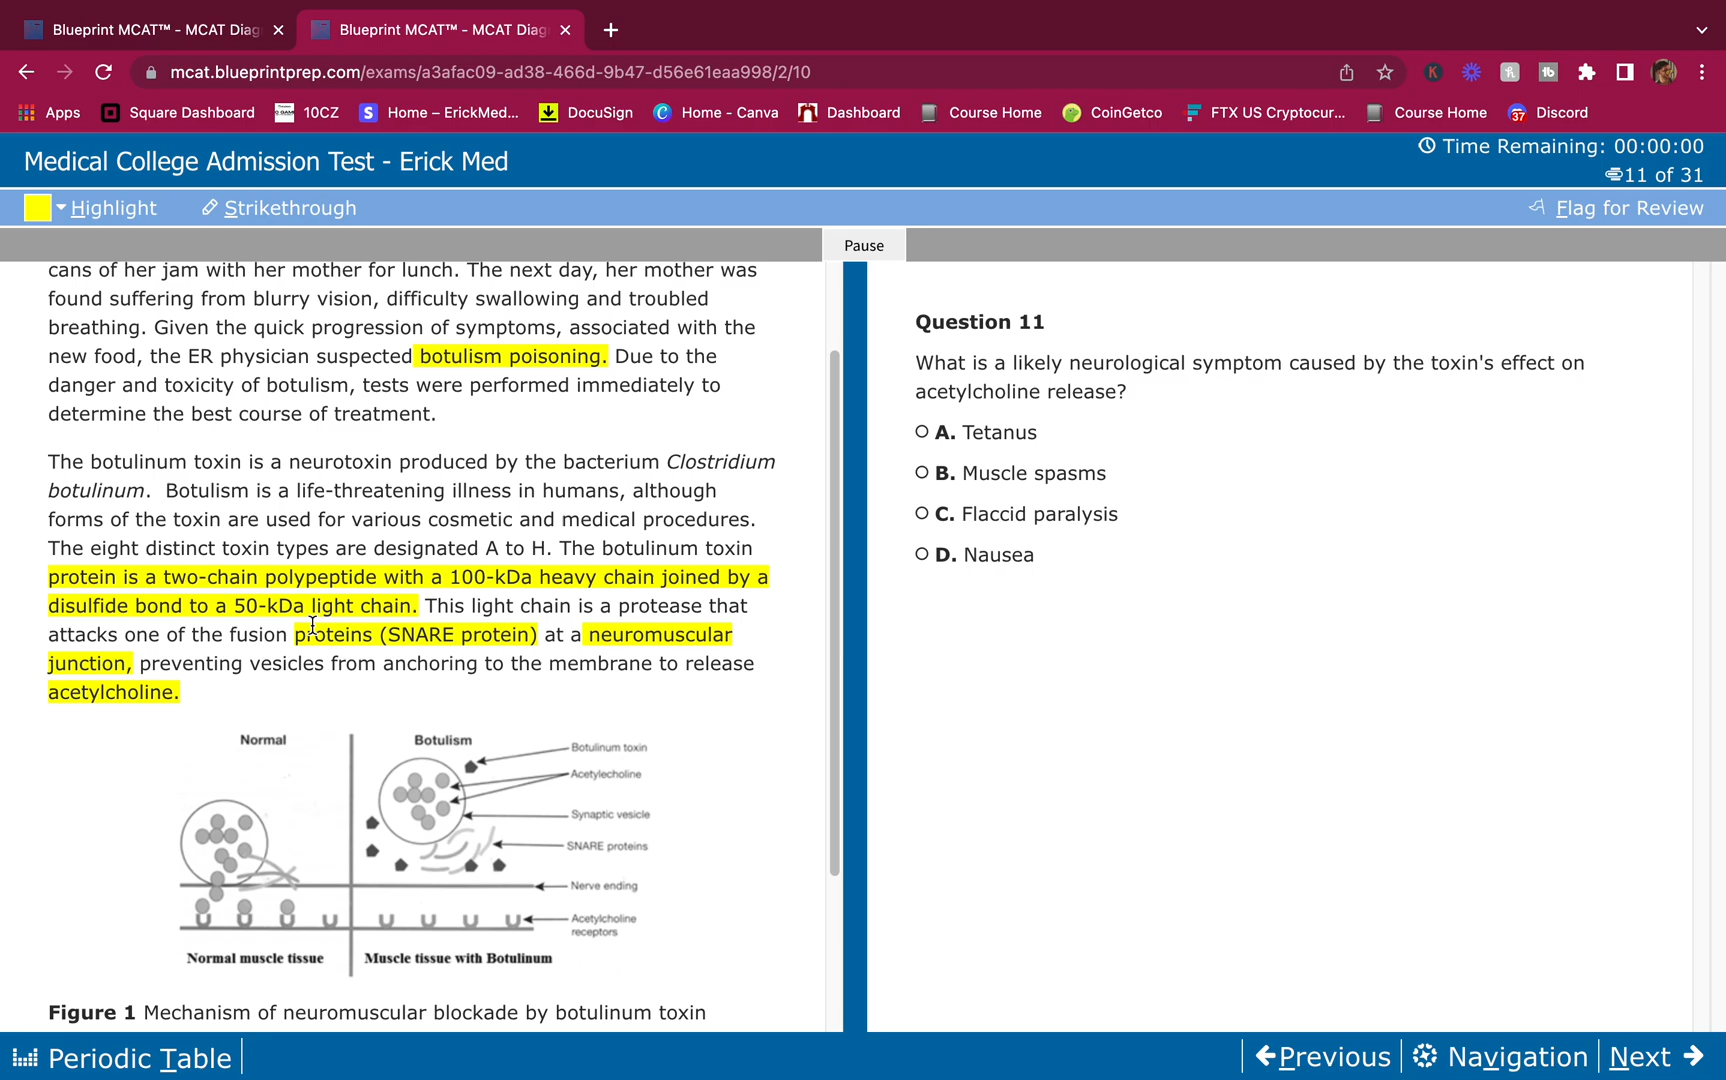 Blueprint MCAT™ - MCAT Diag
Blueprint MCAT™ - MCAT Diag
mcat.blueprintprep.com/exams/a3afac09-ad38-466d-9b47-d56e61eaa998/2/10
Apps Square Dashboard 10CZ Home – ErickMed... DocuSign Home - Canva Dashboard Course Home CoinGetco FTX US Cryptocur... Course Home 37 Discord
Medical College Admission Test - Erick Med
Time Remaining: 00:00:00
11 of 31
Highlight Strikethrough Flag for Review
Pause
cans of her jam with her mother for lunch. The next day, her mother was
found suffering from blurry vision, difficulty swallowing and troubled
breathing. Given the quick progression of symptoms, associated with the
new food, the ER physician suspected botulism poisoning. Due to the
danger and toxicity of botulism, tests were performed immediately to
determine the best course of treatment.
The botulinum toxin is a neurotoxin produced by the bacterium Clostridium
botulinum. Botulism is a life-threatening illness in humans, although
forms of the toxin are used for various cosmetic and medical procedures.
The eight distinct toxin types are designated A to H. The botulinum toxin
protein is a two-chain polypeptide with a 100-kDa heavy chain joined by a
disulfide bond to a 50-kDa light chain. This light chain is a protease that
attacks one of the fusion proteins (SNARE protein) at a neuromuscular
junction, preventing vesicles from anchoring to the membrane to release
acetylcholine.
Normal
Botulism
Botulinum toxin
Acetylecholine
Synaptic vesicle
SNARE proteins
Nerve ending
Acetylcholine
receptors
Normal muscle tissue
Muscle tissue with Botulinum
Figure 1 Mechanism of neuromuscular blockade by botulinum toxin
Question 11
What is a likely neurological symptom caused by the toxin's effect on
acetylcholine release?
A. Tetanus
B. Muscle spasms
C. Flaccid paralysis
D. Nausea
Periodic Table
Previous Navigation Next